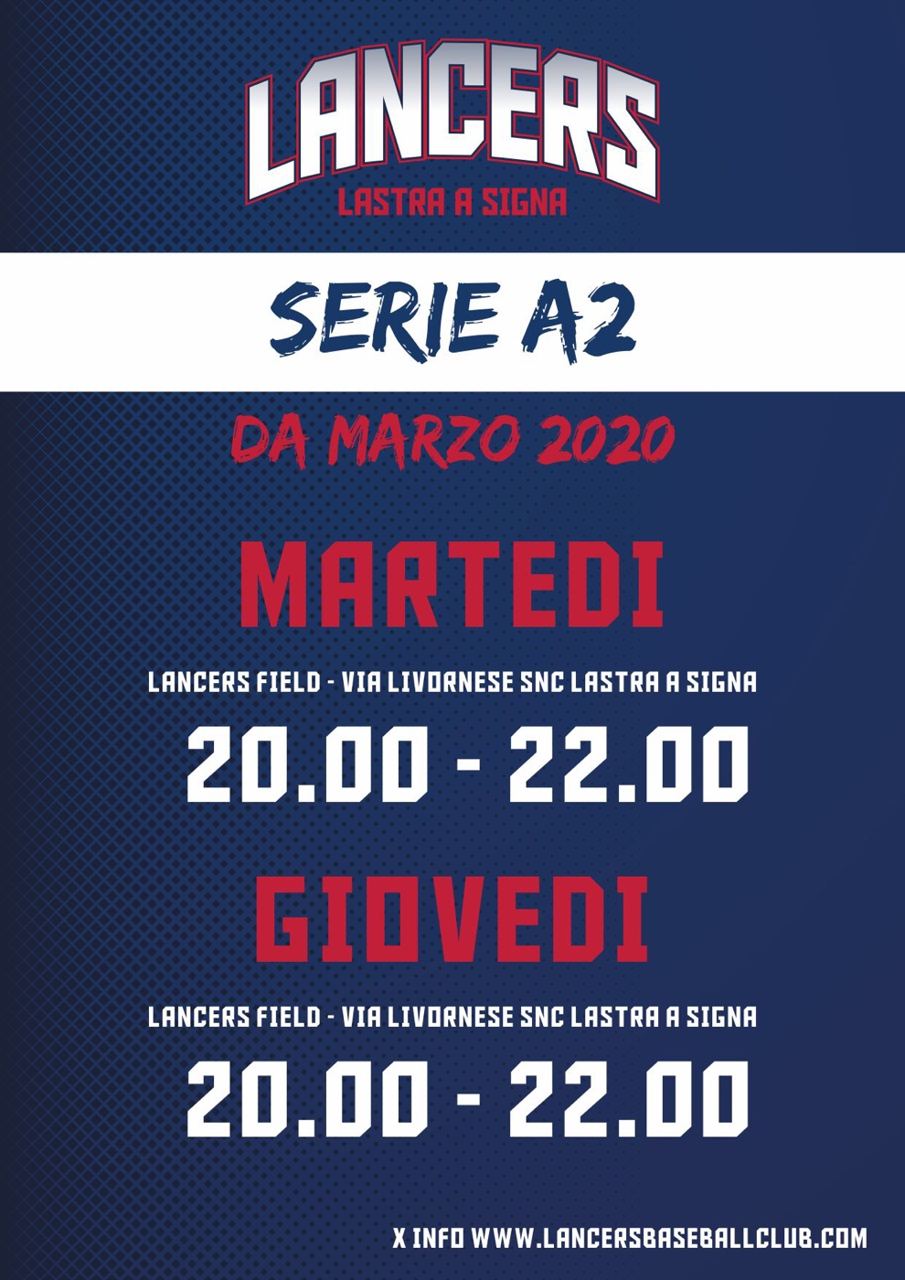 LANCERS
LASTRA A SIGNA
SERIE A2
DA MARZO 2020
MARTEDI
LANCERS FIELD - VIA LIVORNESE SNC LASTRA A SIGNA
20.00 - 22.00
GIOVEDI
LANCERS FIELD - VIA LIVORNESE SNC LASTRA A SIGNA
20.00 - 22.00
X INFO WWW.LANCERSBASEBALLCLUB.COM